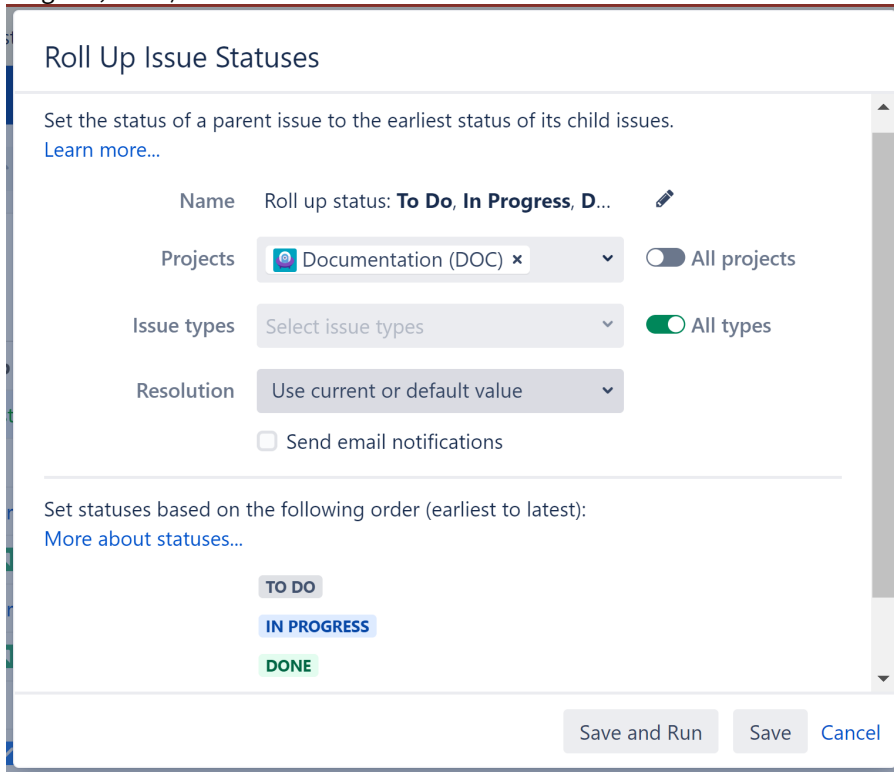 Roll Up Issue Statuses
Set the status of a parent issue to the earliest status of its child issues.
Learn more...
Name Roll up status: To Do, In Progress, D...
Projects Documentation (DOC) × All projects
Issue types Select issue types All types
Resolution Use current or default value
Send email notifications
Set statuses based on the following order (earliest to latest):
More about statuses...
TO DO
IN PROGRESS
DONE
Save and Run Save Cancel